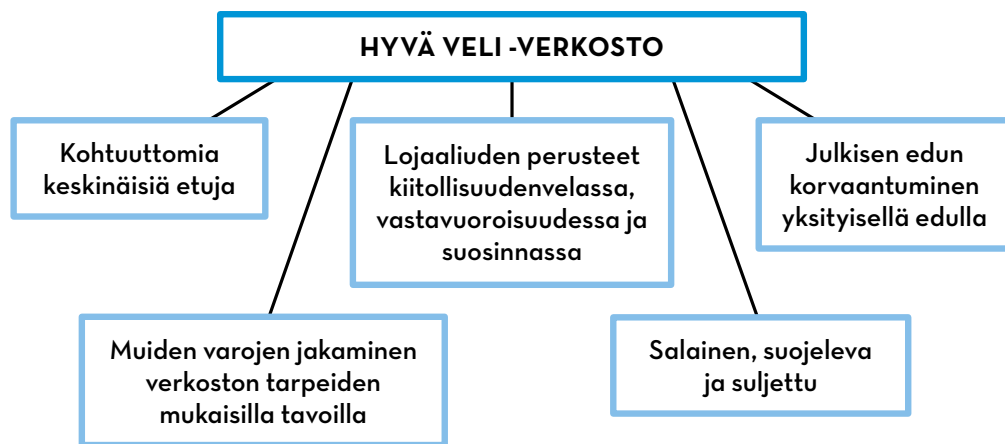 HYVÄ VELI -VERKOSTO
Kohtuuttomia
keskinäisiä etuja
Lojaaliuden perusteet
kiitollisuudenvelassa,
vastavuoroisuudessa ja
suosinnassa
Julkisen edun
korvaantuminen
yksityisellä edulla
Muiden varojen jakaminen
verkoston tarpeiden
mukaisilla tavoilla
Salainen, suojeleva
ja suljettu